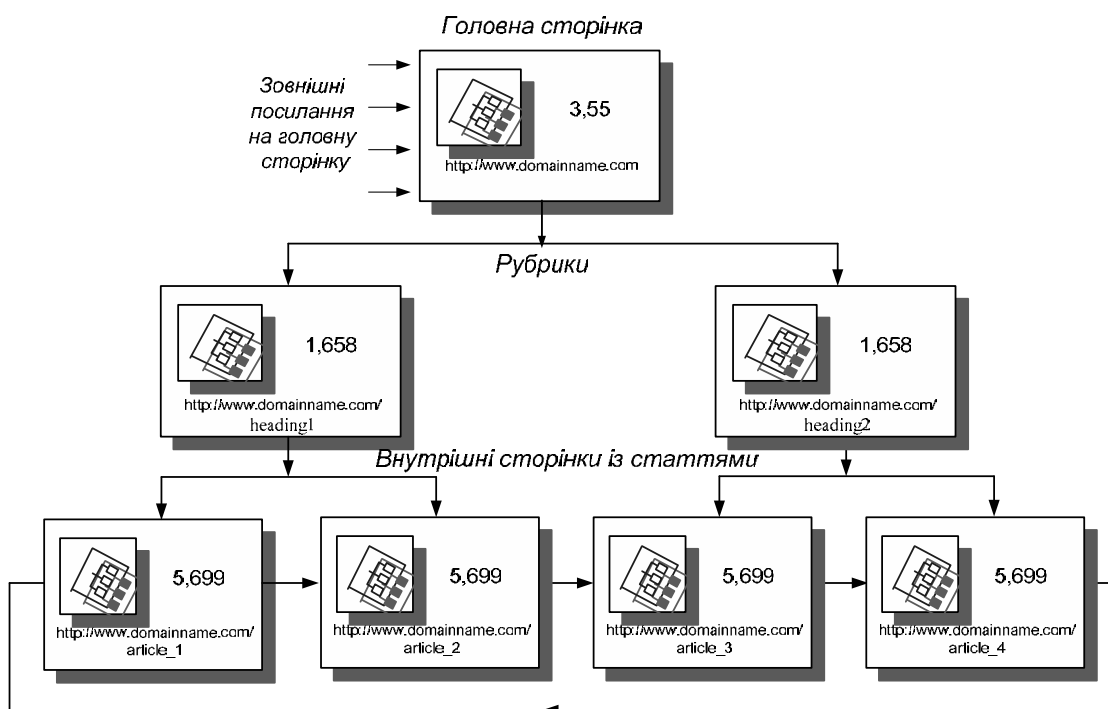 Головна сторінка
Зовнішні
посилання
на головну
сторінку
3,55
http://www.domainname.com
Рубрики
1,658
http://www.domainname.com/
heading1
1,658
http://www.domainname.com/
heading2
Внутрішні сторінки із статтями
5,699
http://www.domainname.com/
article_1
5,699
http://www.domainname.com/
article_2
5,699
http://www.domainname.com/
article_3
5,699
http://www.domainname.com/
article_4